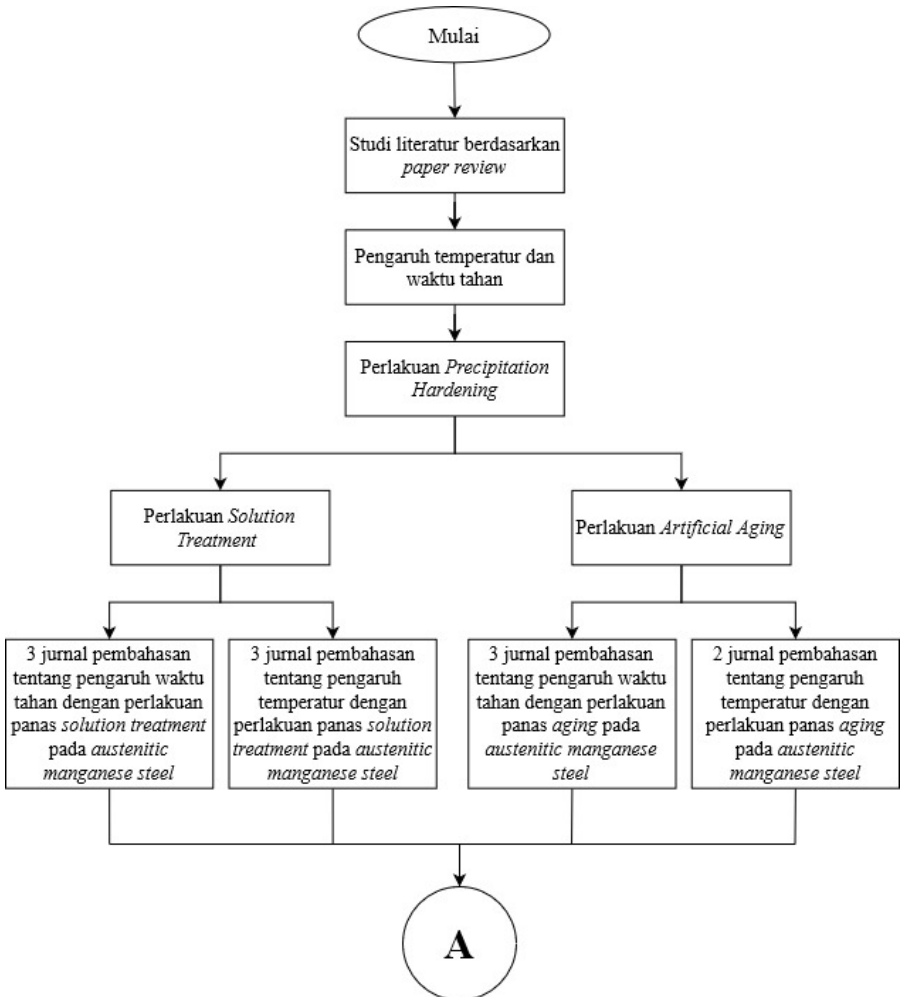 Mulai
Studi literatur berdasarkan
paper review
Pengaruh temperatur dan
waktu tahan
Perlakuan Precipitation
Hardening
Perlakuan Solution
Treatment
Perlakuan Artificial Aging
3 jurnal pembahasan
tentang pengaruh waktu
tahan dengan perlakuan
panas solution treatment
pada austenitic
manganese steel
3 jurnal pembahasan
tentang pengaruh
temperatur dengan
perlakuan panas solution
treatment pada austenitic
manganese steel
3 jurnal pembahasan
tentang pengaruh waktu
tahan dengan perlakuan
panas aging pada
austenitic manganese
steel
2 jurnal pembahasan
tentang pengaruh
temperatur dengan
perlakuan panas aging
pada austenitic
manganese steel
A